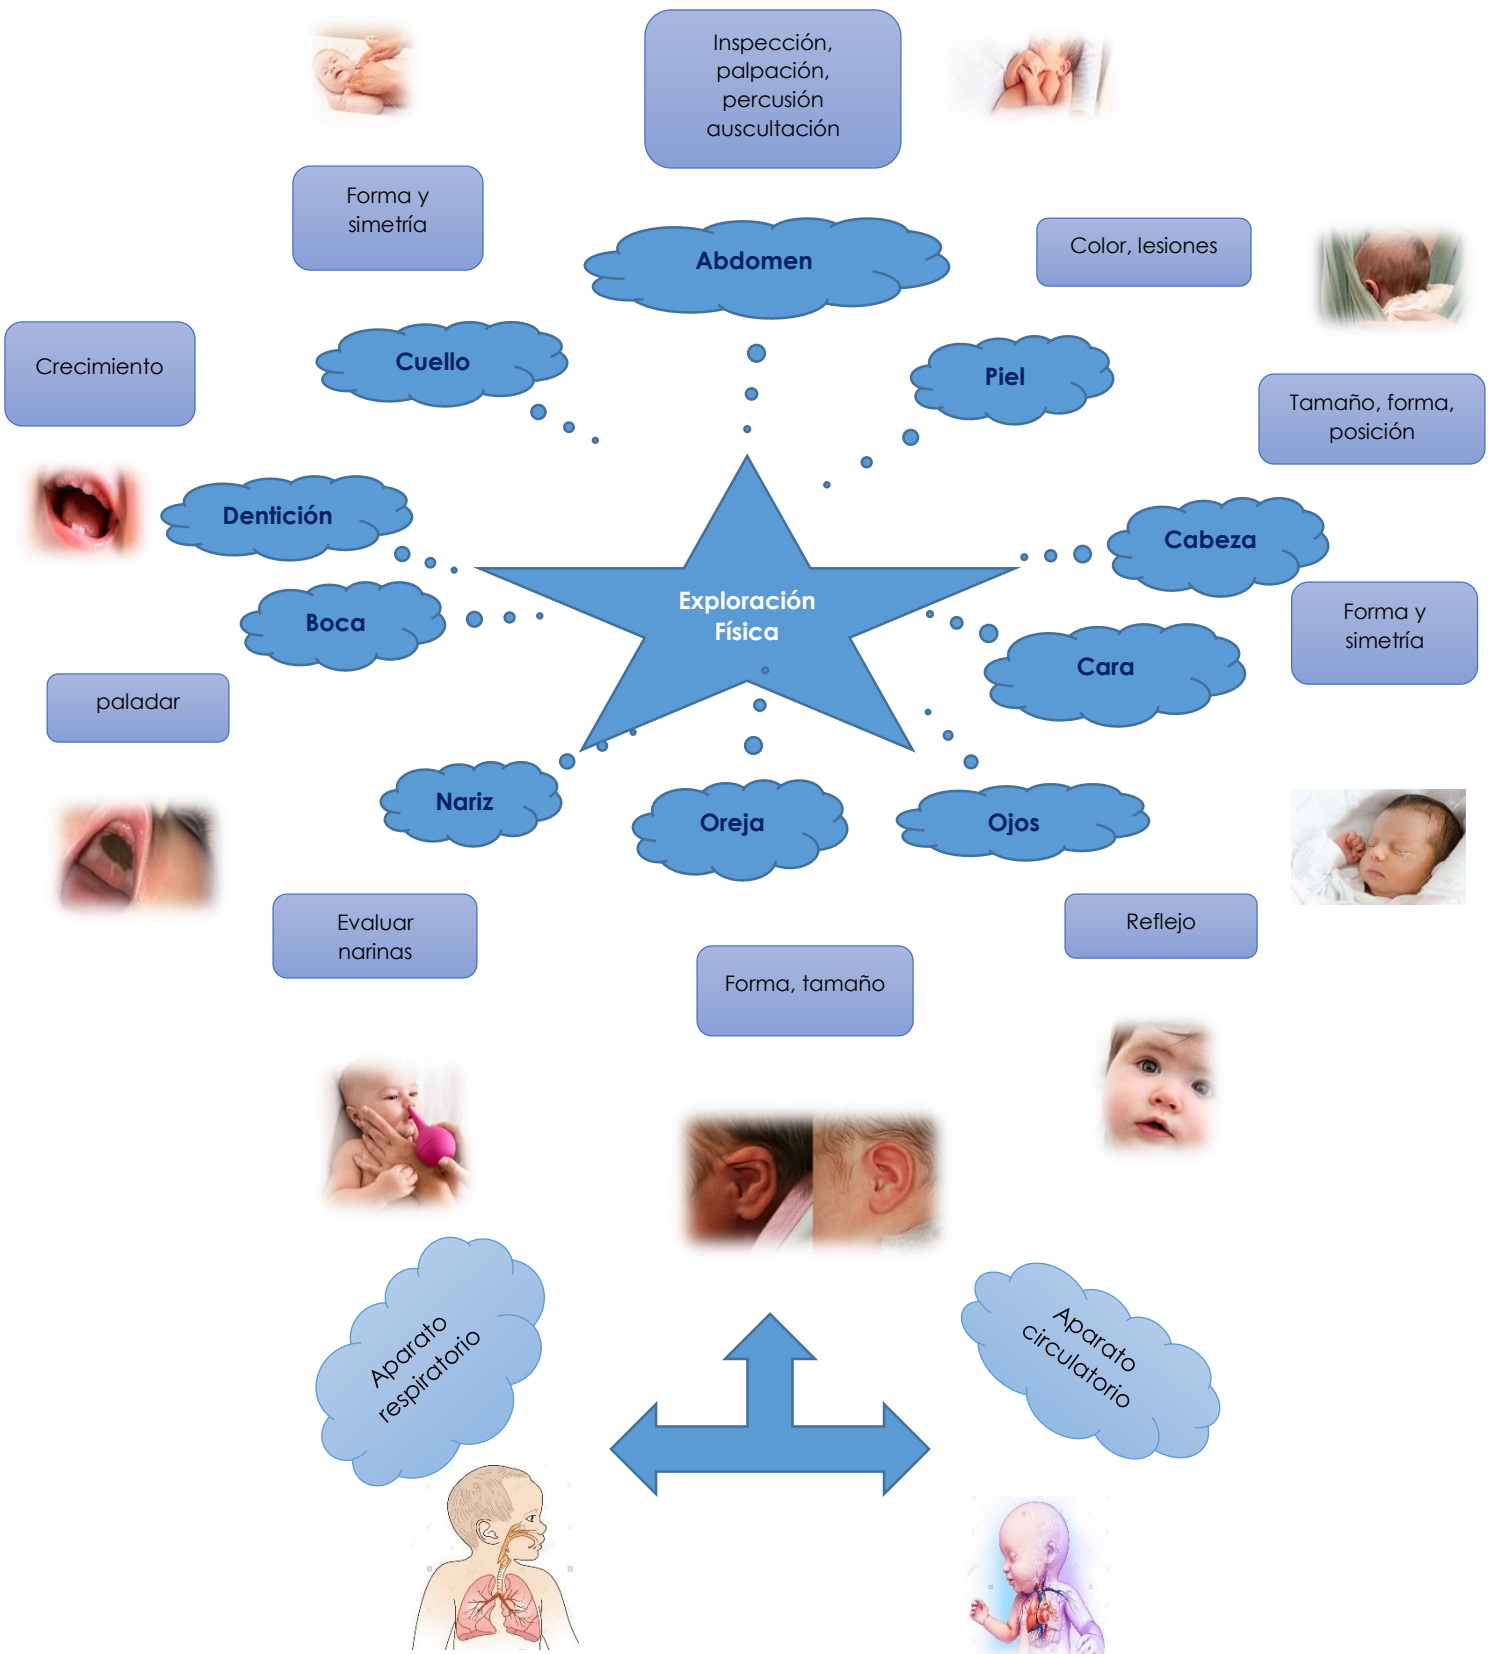 Inspección,
palpación,
percusión
auscultación
Forma y
simetría
Abdomen
Color, lesiones
Cuello
Piel
Crecimiento
Tamaño, forma,
posición
Dentición
Cabeza
Exploración
Física
Boca
Forma y
simetría
Cara
paladar
Nariz
Oreja
Ojos
Evaluar
narinas
Reflejo
Forma, tamaño
Aparato
respiratorio
Aparato
circulatorio